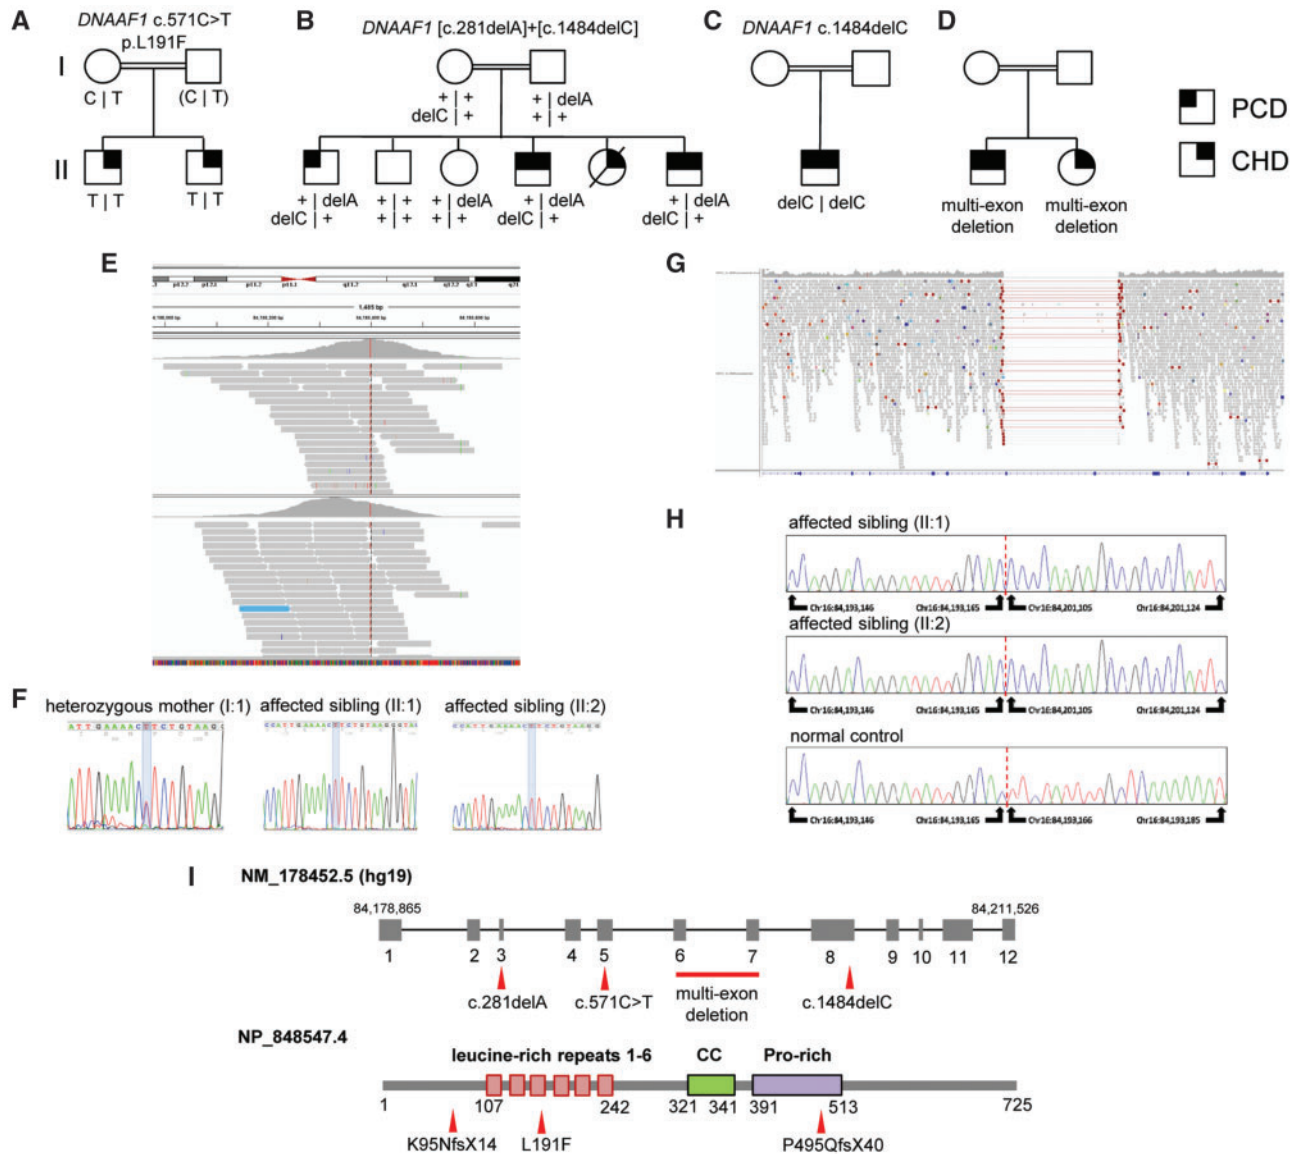 A
DNAAF1 c.571C>T
p.L191F
I
C | T
(C | T)
II
T | T
T | T
B
DNAAF1 [c.281delA]+[c.1484delC]
+ | +
delC | +
+ | delA
+ | +
+ | delA
delC | +
+ | +
+ | +
+ | delA
+ | +
+ | delA
delC | +
+ | delA
delC | +
C
DNAAF1 c.1484delC
delC | delC
D
multi-exon
deletion
multi-exon
deletion
PCD
CHD
E
F
heterozygous mother (I:1)
ATTGAAAACTTCTGTAAG
affected sibling (II:1)
affected sibling (II:2)
G
H
affected sibling (II:1)
Chr16:84,193,146
Chr16:84,193,165
Chr16:84,201,105
Chr16:84,201,124
affected sibling (II:2)
Chr16:84,193,146
Chr16:84,193,165
Chr16:84,201,105
Chr16:84,201,124
normal control
Chr16:84,193,146
Chr16:84,193,165
Chr16:84,193,166
Chr16:84,193,185
I
NM_178452.5 (hg19)
84,178,865
84,211,526
1 2 3 4 5 6 7 8 9 10 11 12
c.281delA
c.571C>T
multi-exon
deletion
c.1484delC
NP_848547.4
leucine-rich repeats 1-6
CC
Pro-rich
1 107 242 321 341 391 513 725
K95NfsX14
L191F
P495QfsX40